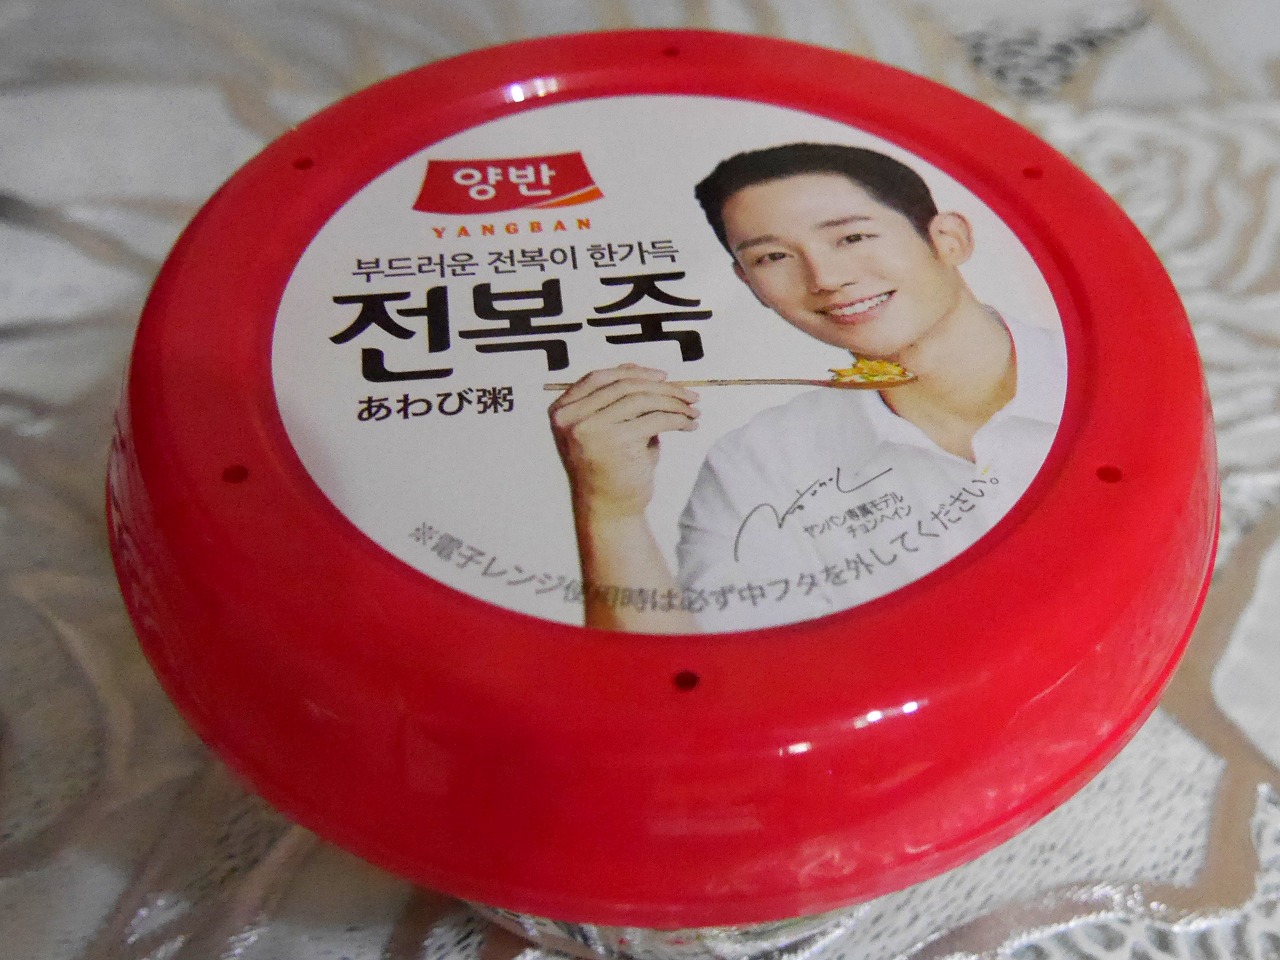 양반
YANGBAN
부드러운 전복이 한가득
전복죽
あわび粥
ヤンバン専属モデル
チョンヘイン
※電子レンジ使用時は必ず中フタを外してください。